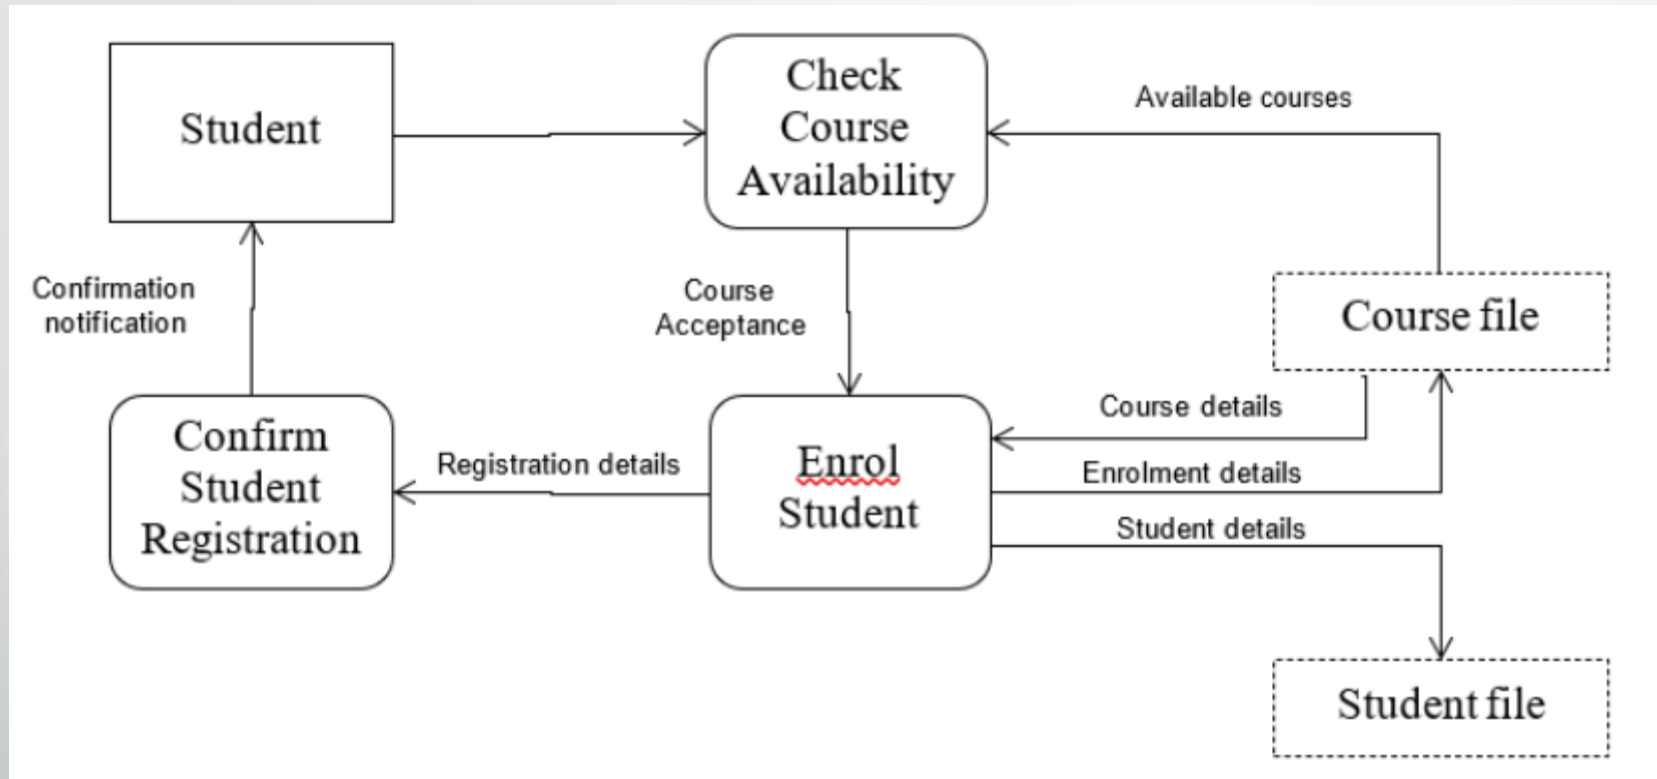 Student
Check
Course
Availability
Available courses
Confirmation
notification
Course
Acceptance
Course file
Confirm
Student
Registration
Registration details
Enrol
Student
Course details
Enrolment details
Student details
Student file